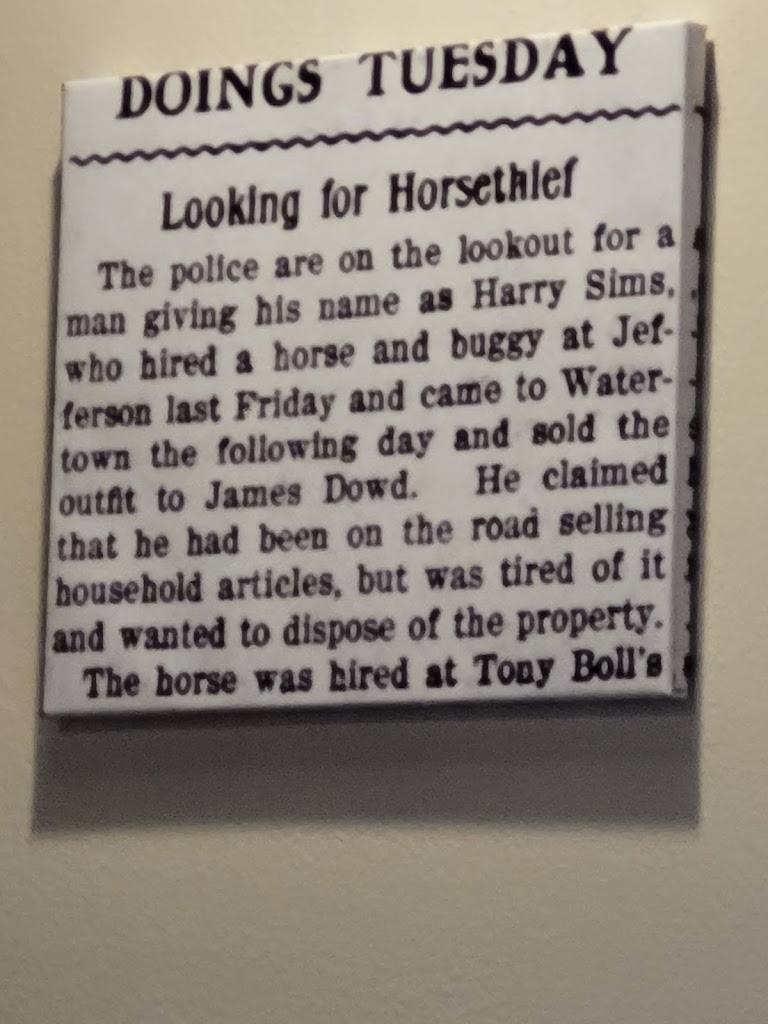 DOINGS TUESDAY
Looking for Horsethief
The police are on the lookout for a
man giving his name as Harry Sims,
who hired a horse and buggy at Jef-
ferson last Friday and came to Water-
town the following day and sold the
outfit to James Dowd. He claimed
that he had been on the road selling
household articles, but was tired of it
and wanted to dispose of the property.
The horse was hired at Tony Boll's